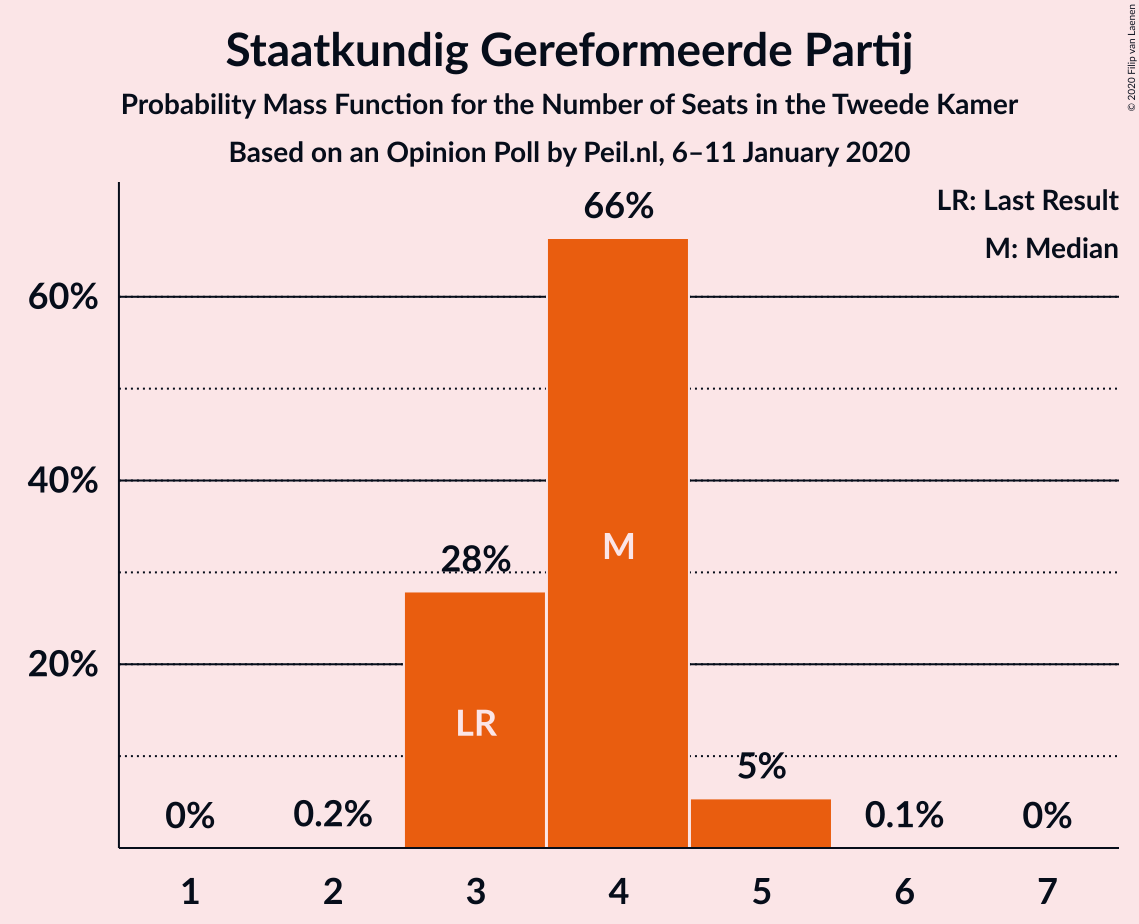 Staatkundig Gereformeerde Partij
Probability Mass Function for the Number of Seats in the Tweede Kamer
Based on an Opinion Poll by Peil.nl, 6–11 January 2020
© 2020 Filip van Laenen
LR: Last Result
M: Median
60%
40%
20%
0%
0.2%
28%
66%
5%
0.1%
0%
LR
M
1 2 3 4 5 6 7